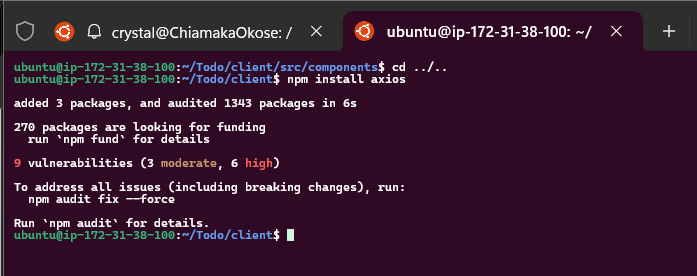 crystal@ChiamakaOkose: /
ubuntu@ip-172-31-38-100: ~/
ubuntu@ip-172-31-38-100:~/Todo/client/src/components$ cd ../..
ubuntu@ip-172-31-38-100:~/Todo/client$ npm install axios
added 3 packages, and audited 1343 packages in 6s
270 packages are looking for funding
  run `npm fund` for details
9 vulnerabilities (3 moderate, 6 high)
To address all issues (including breaking changes), run:
  npm audit fix --force
Run `npm audit` for details.
ubuntu@ip-172-31-38-100:~/Todo/client$